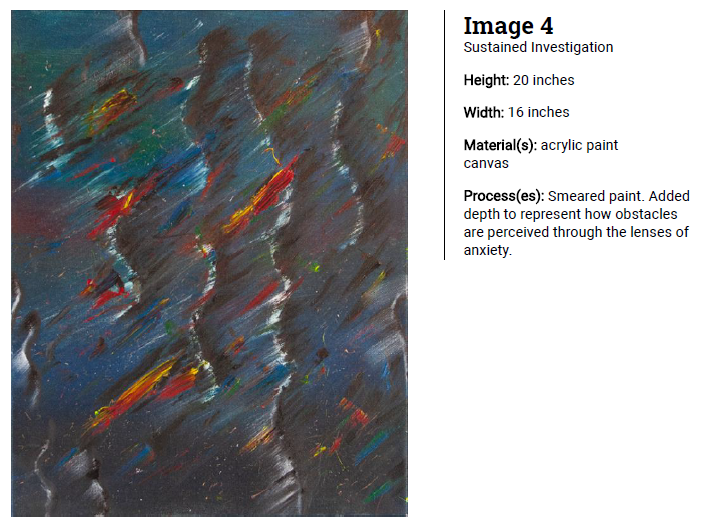 Image 4
Sustained Investigation
Height: 20 inches
Width: 16 inches
Material(s): acrylic paint
canvas
Process(es): Smeared paint. Added
depth to represent how obstacles
are perceived through the lenses of
anxiety.